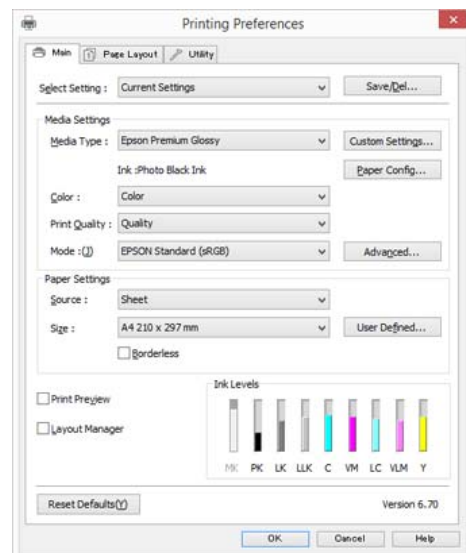 Printing Preferences
Main Page Layout Utility
Select Setting : Current Settings Save/Del...
Media Settings
Media Type : Epson Premium Glossy Custom Settings...
Ink :Photo Black Ink Paper Config...
Color : Color
Print Quality : Quality
Mode :(J) EPSON Standard (sRGB) Advanced...
Paper Settings
Source : Sheet
Size : A4 210 x 297 mm User Defined...
Borderless
Ink Levels
Print Preview
Layout Manager
MK PK LK LLK C VM LC VLM Y
Reset Defaults(Y) Version 6.70
OK Cancel Help